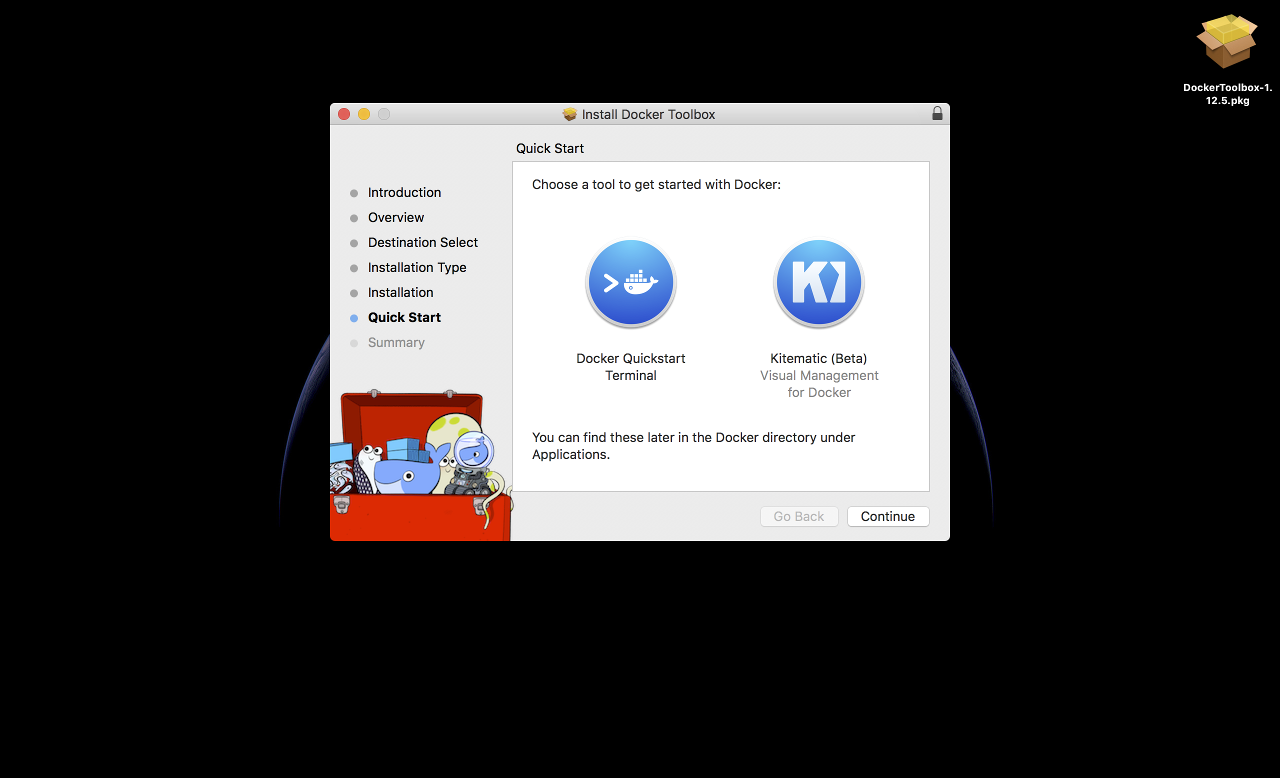 DockerToolbox-1.
12.5.pkg
Install Docker Toolbox
Quick Start
Introduction
Overview
Destination Select
Installation Type
Installation
Quick Start
Summary
Choose a tool to get started with Docker:
Docker Quickstart
Terminal
Kitematic (Beta)
Visual Management
for Docker
You can find these later in the Docker directory under
Applications.
Go Back
Continue